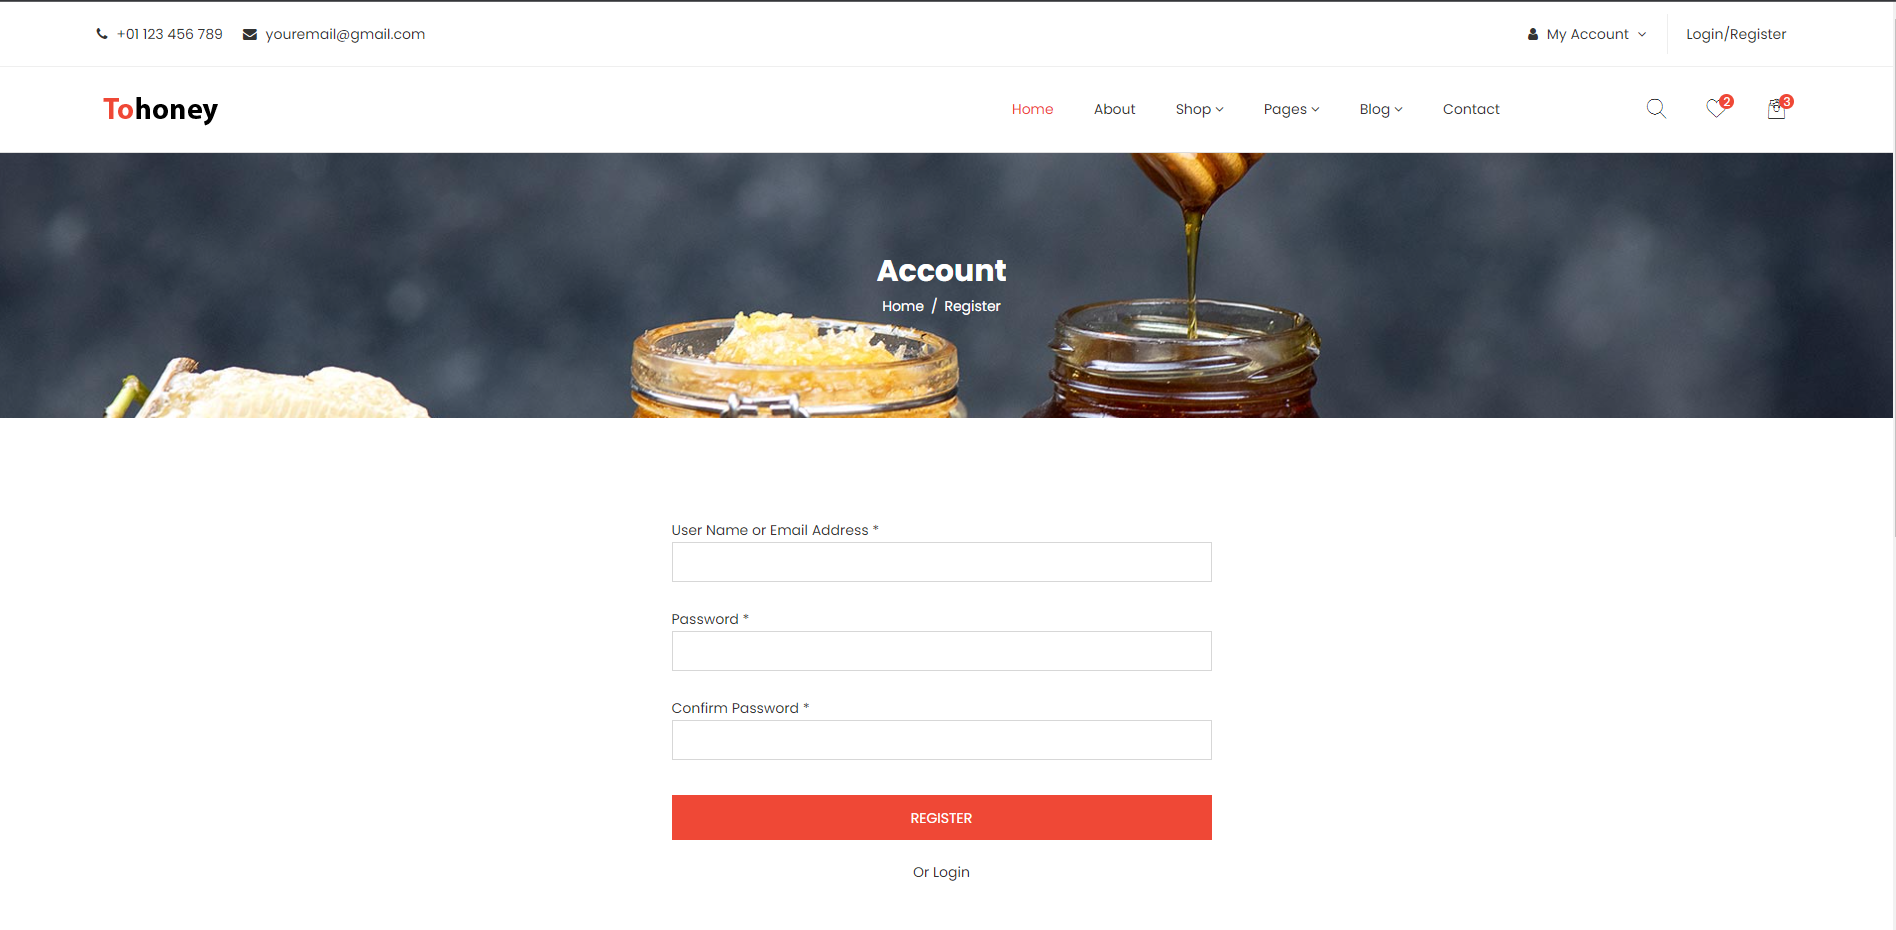 +01 123 456 789 youremail@gmail.com My Account Login/Register
Tohoney Home About Shop Pages Blog Contact 2 3
Account
Home / Register
User Name or Email Address *
Password *
Confirm Password *
REGISTER
Or Login